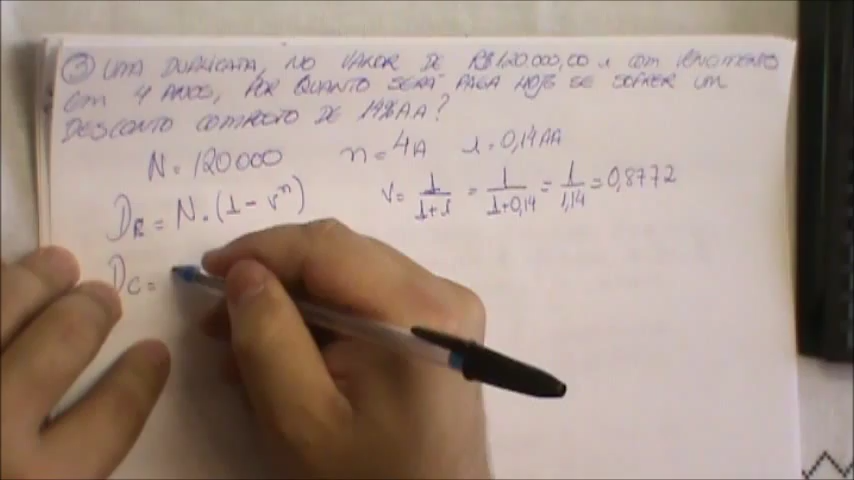 3 UMA DUPLICATA, NO VALOR DE R$120.000,00 E COM VENCIMENTO
EM 4 ANOS, POR QUANTO SERÁ PAGA HOJE SE SOFRER UM
DESCONTO COMPOSTO DE 14%AA?
N = 120000 n = 4A i = 0,14AA
Dc = N.(1 - vⁿ) v = 1/1+i = 1/1+0,14 = 1/1,14 = 0,8772
Dc =